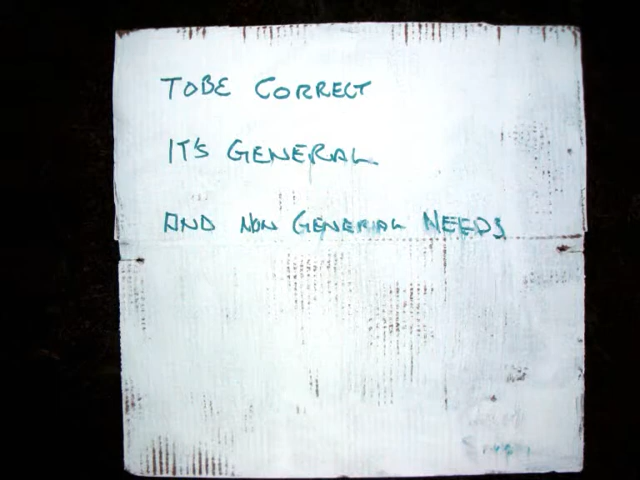 TOBE CORRECT
IT'S GENERAL
AND NON GENERAL NEEDS